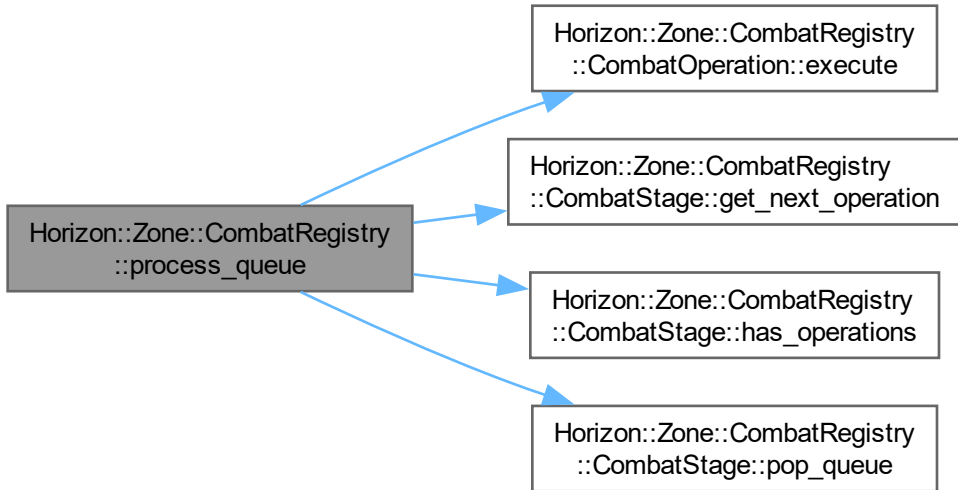 Horizon::Zone::CombatRegistry
::process_queue
Horizon::Zone::CombatRegistry
::CombatOperation::execute
Horizon::Zone::CombatRegistry
::CombatStage::get_next_operation
Horizon::Zone::CombatRegistry
::CombatStage::has_operations
Horizon::Zone::CombatRegistry
::CombatStage::pop_queue